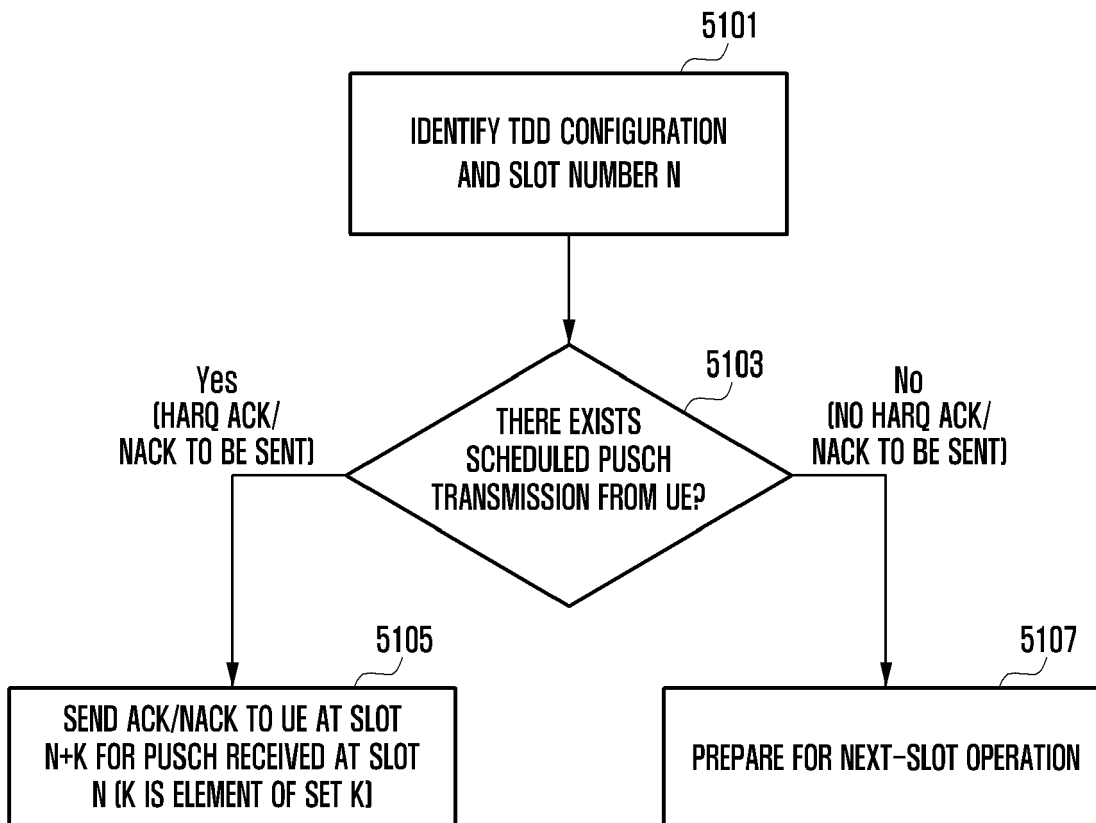 5101
IDENTIFY TDD CONFIGURATION
AND SLOT NUMBER N
5103
Yes
(HARQ ACK/
NACK TO BE SENT)
THERE EXISTS
SCHEDULED PUSCH
TRANSMISSION FROM UE?
No
(NO HARQ ACK/
NACK TO BE SENT)
5105
SEND ACK/NACK TO UE AT SLOT
N+K FOR PUSCH RECEIVED AT SLOT
N (K IS ELEMENT OF SET K)
5107
PREPARE FOR NEXT-SLOT OPERATION